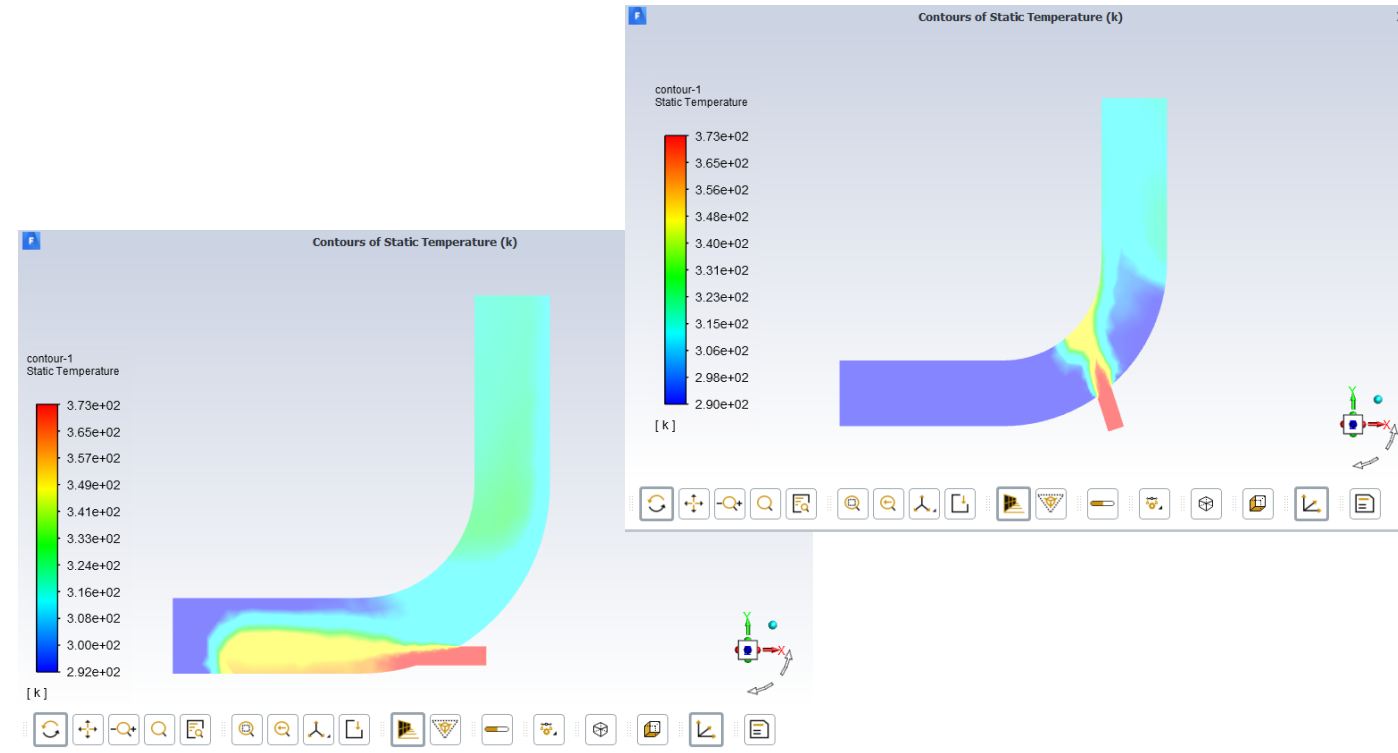 Contours of Static Temperature (k)
contour-1
Static Temperature
3.73e+02
3.65e+02
3.56e+02
3.48e+02
3.40e+02
3.31e+02
3.23e+02
3.15e+02
3.06e+02
2.98e+02
2.90e+02
[ k ]
Y
X
Z
Contours of Static Temperature (k)
contour-1
Static Temperature
3.73e+02
3.65e+02
3.57e+02
3.49e+02
3.41e+02
3.33e+02
3.24e+02
3.16e+02
3.08e+02
3.00e+02
2.92e+02
[ k ]
Y
X
Z